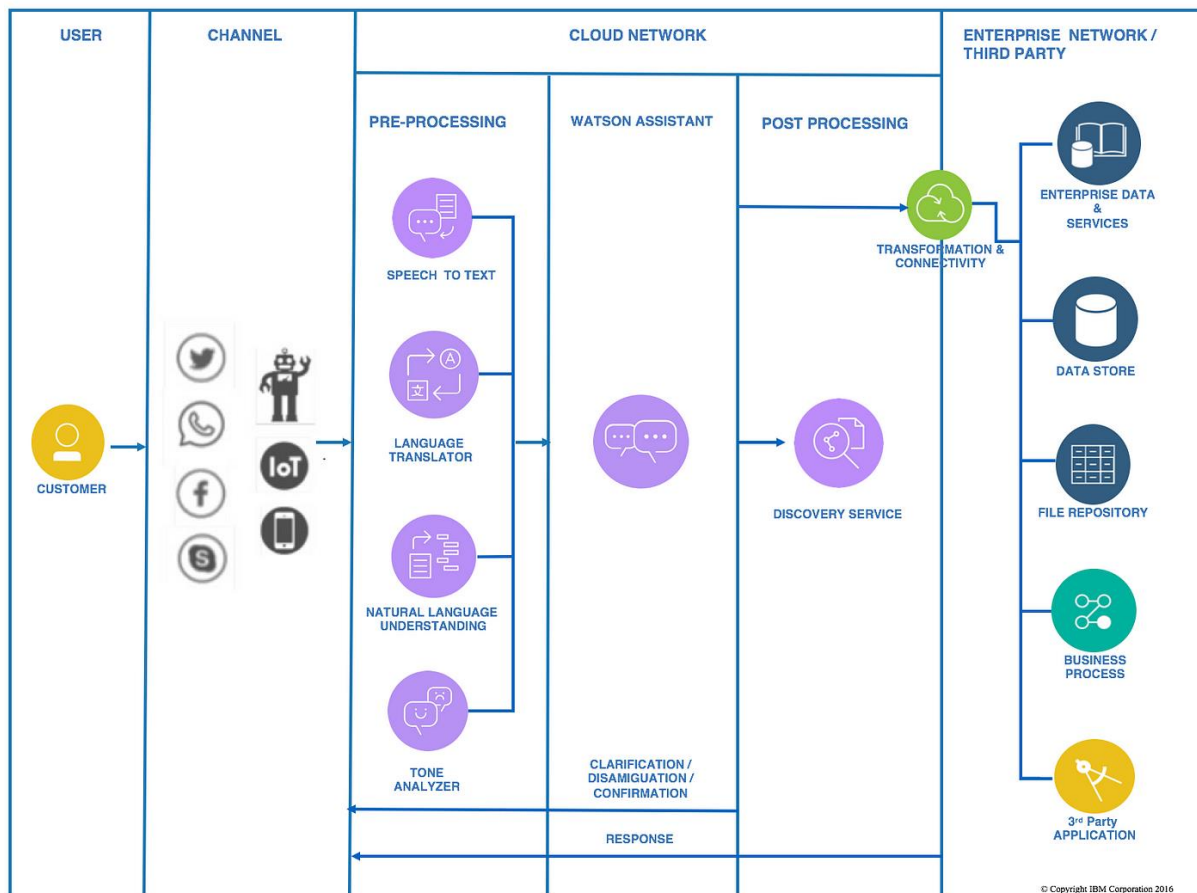 USER
CHANNEL
CLOUD NETWORK
ENTERPRISE NETWORK /
THIRD PARTY
PRE-PROCESSING
WATSON ASSISTANT
POST PROCESSING
SPEECH TO TEXT
A
文
LANGUAGE
TRANSLATOR
NATURAL LANGUAGE
UNDERSTANDING
TONE
ANALYZER
CUSTOMER
IoT
f
S
DISCOVERY SERVICE
TRANSFORMATION &
CONNECTIVITY
ENTERPRISE DATA
&
SERVICES
DATA STORE
FILE REPOSITORY
BUSINESS
PROCESS
3rd Party
APPLICATION
CLARIFICATION /
DISAMIGUATION /
CONFIRMATION
RESPONSE
© Copyright IBM Corporation 2016